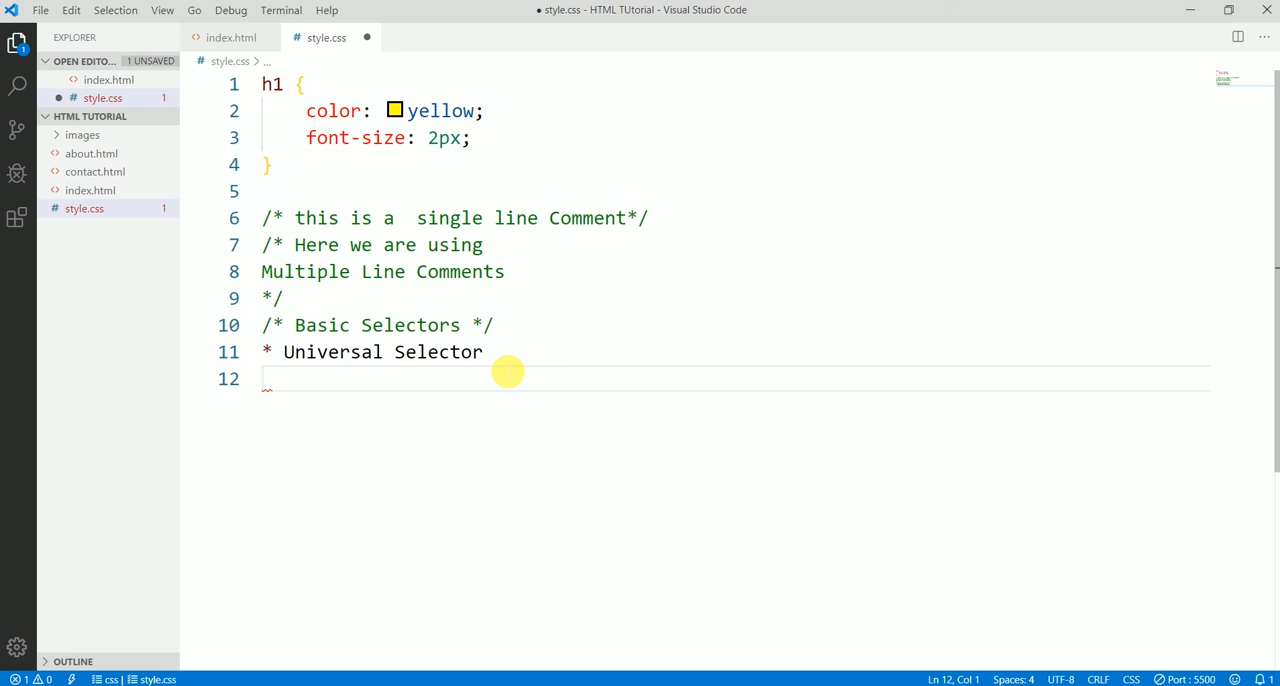 File Edit Selection View Go Debug Terminal Help
● style.css - HTML TUtorial - Visual Studio Code
EXPLORER
index.html
style.css
OPEN EDITO... 1 UNSAVED
# style.css > ...
index.html
# style.css 1
HTML TUTORIAL
images
about.html
contact.html
index.html
# style.css 1
1 h1 {
2 color: yellow;
3 font-size: 2px;
4 }
5
6 /* this is a  single line Comment*/
7 /* Here we are using
8 Multiple Line Comments
9 */
10 /* Basic Selectors */
11 * Universal Selector
12
OUTLINE
1 0 css | style.css Ln 12, Col 1 Spaces: 4 UTF-8 CRLF CSS Port : 5500 1